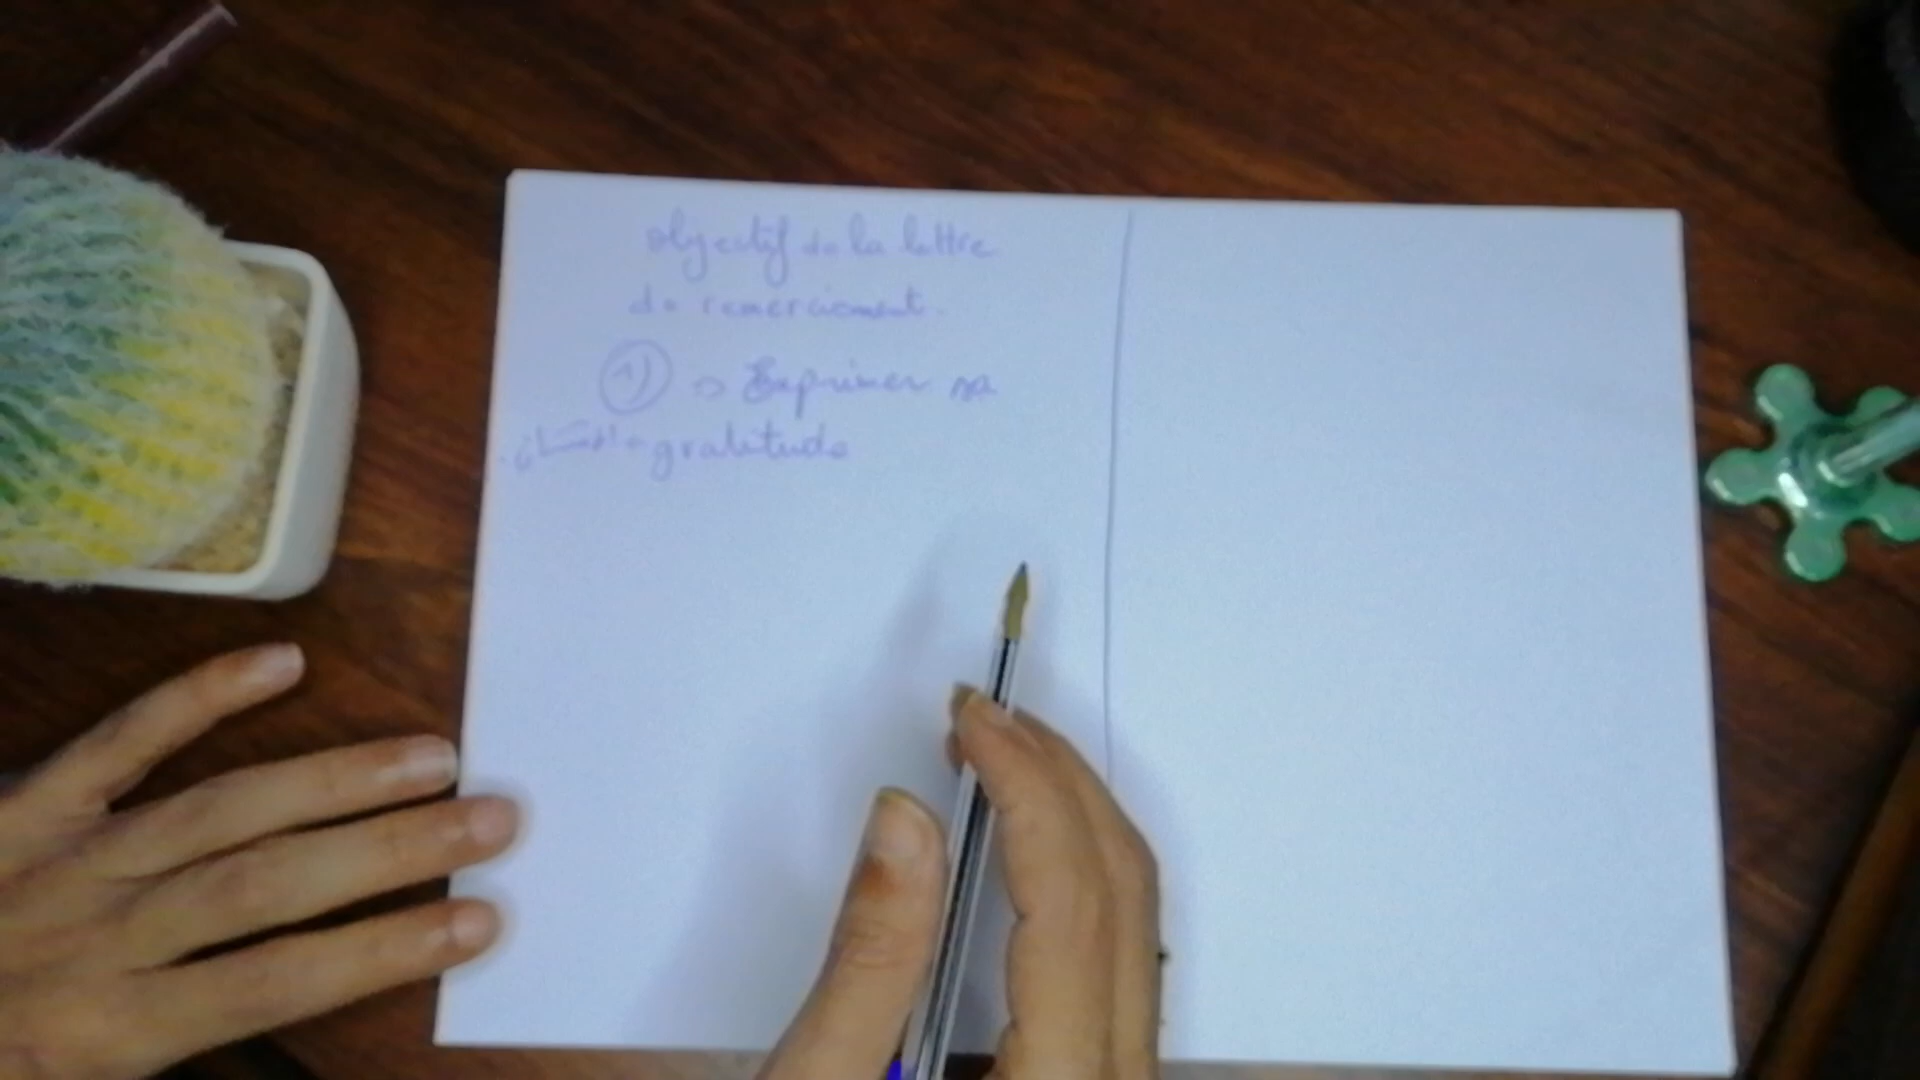 objectif de la lettre
de remerciement.
1) → Exprimer sa
gratitude